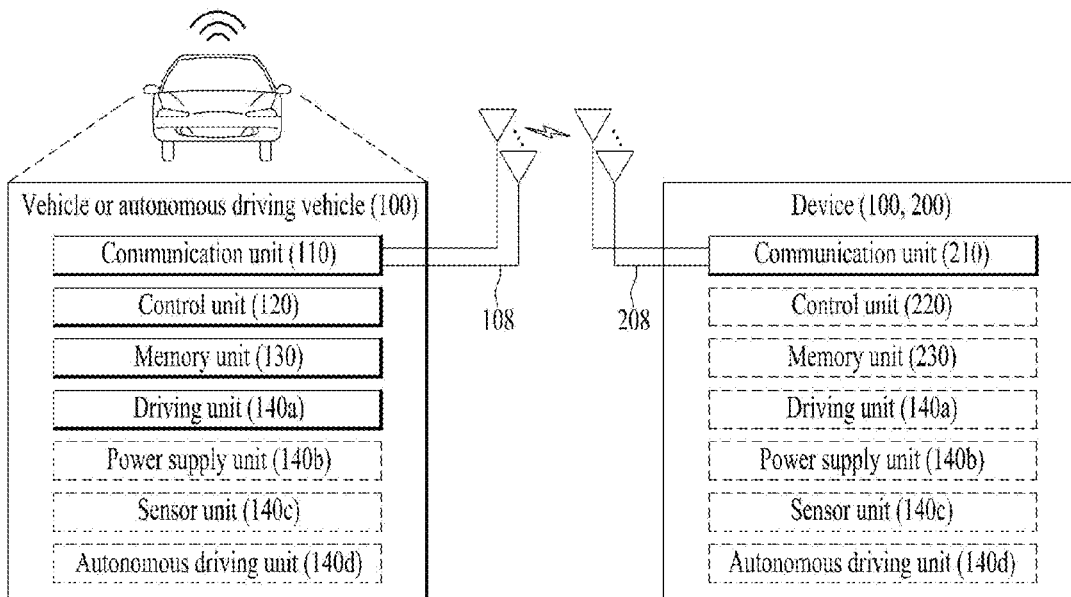 Vehicle or autonomous driving vehicle (100)
Communication unit (110)
Control unit (120)
Memory unit (130)
Driving unit (140a)
Power supply unit (140b)
Sensor unit (140c)
Autonomous driving unit (140d)
108
208
Device (100, 200)
Communication unit (210)
Control unit (220)
Memory unit (230)
Driving unit (140a)
Power supply unit (140b)
Sensor unit (140c)
Autonomous driving unit (140d)